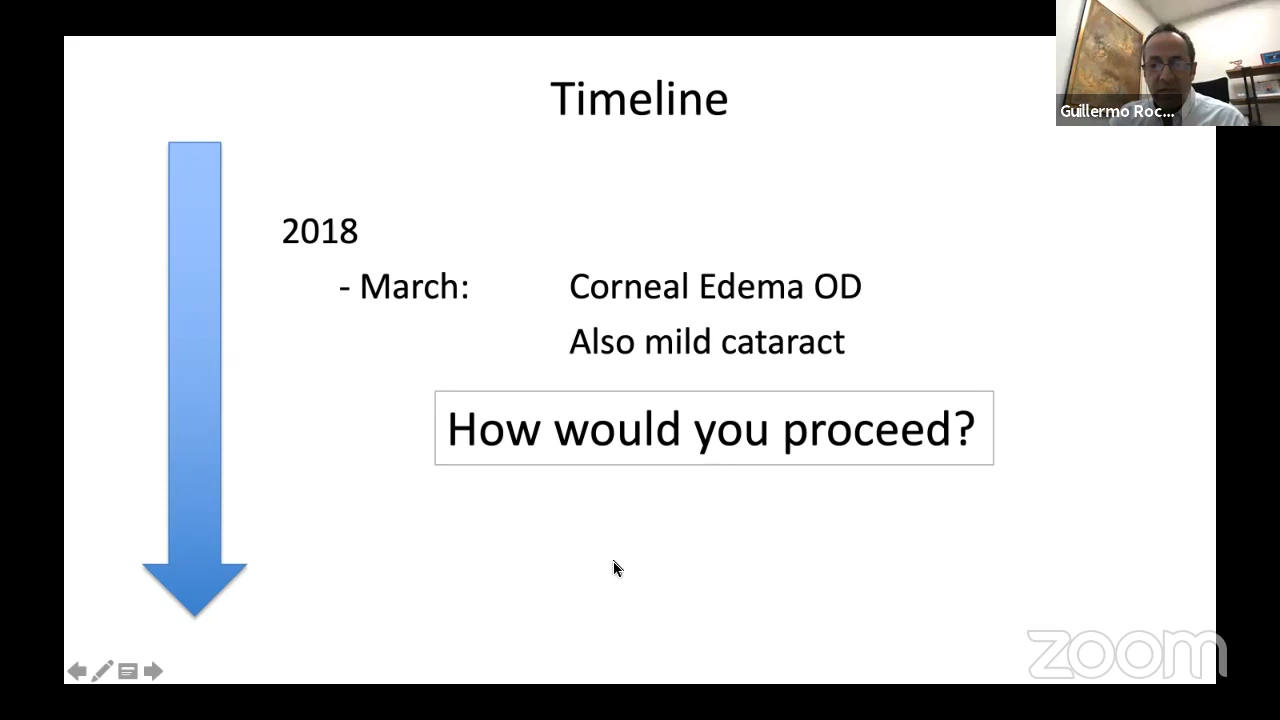 Timeline
Guillermo Roc...
2018
- March: Corneal Edema OD
Also mild cataract
How would you proceed?
zoom